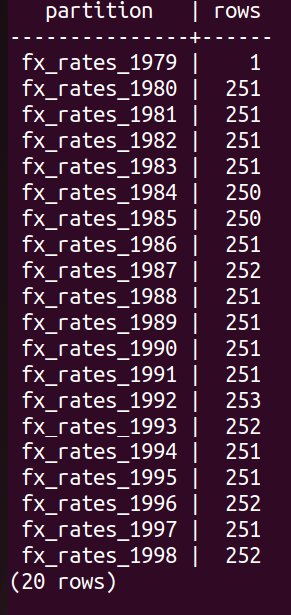 partition | rows
---------------+------
fx_rates_1979 | 1
fx_rates_1980 | 251
fx_rates_1981 | 251
fx_rates_1982 | 251
fx_rates_1983 | 251
fx_rates_1984 | 250
fx_rates_1985 | 250
fx_rates_1986 | 251
fx_rates_1987 | 252
fx_rates_1988 | 251
fx_rates_1989 | 251
fx_rates_1990 | 251
fx_rates_1991 | 251
fx_rates_1992 | 253
fx_rates_1993 | 252
fx_rates_1994 | 251
fx_rates_1995 | 251
fx_rates_1996 | 252
fx_rates_1997 | 251
fx_rates_1998 | 252
(20 rows)